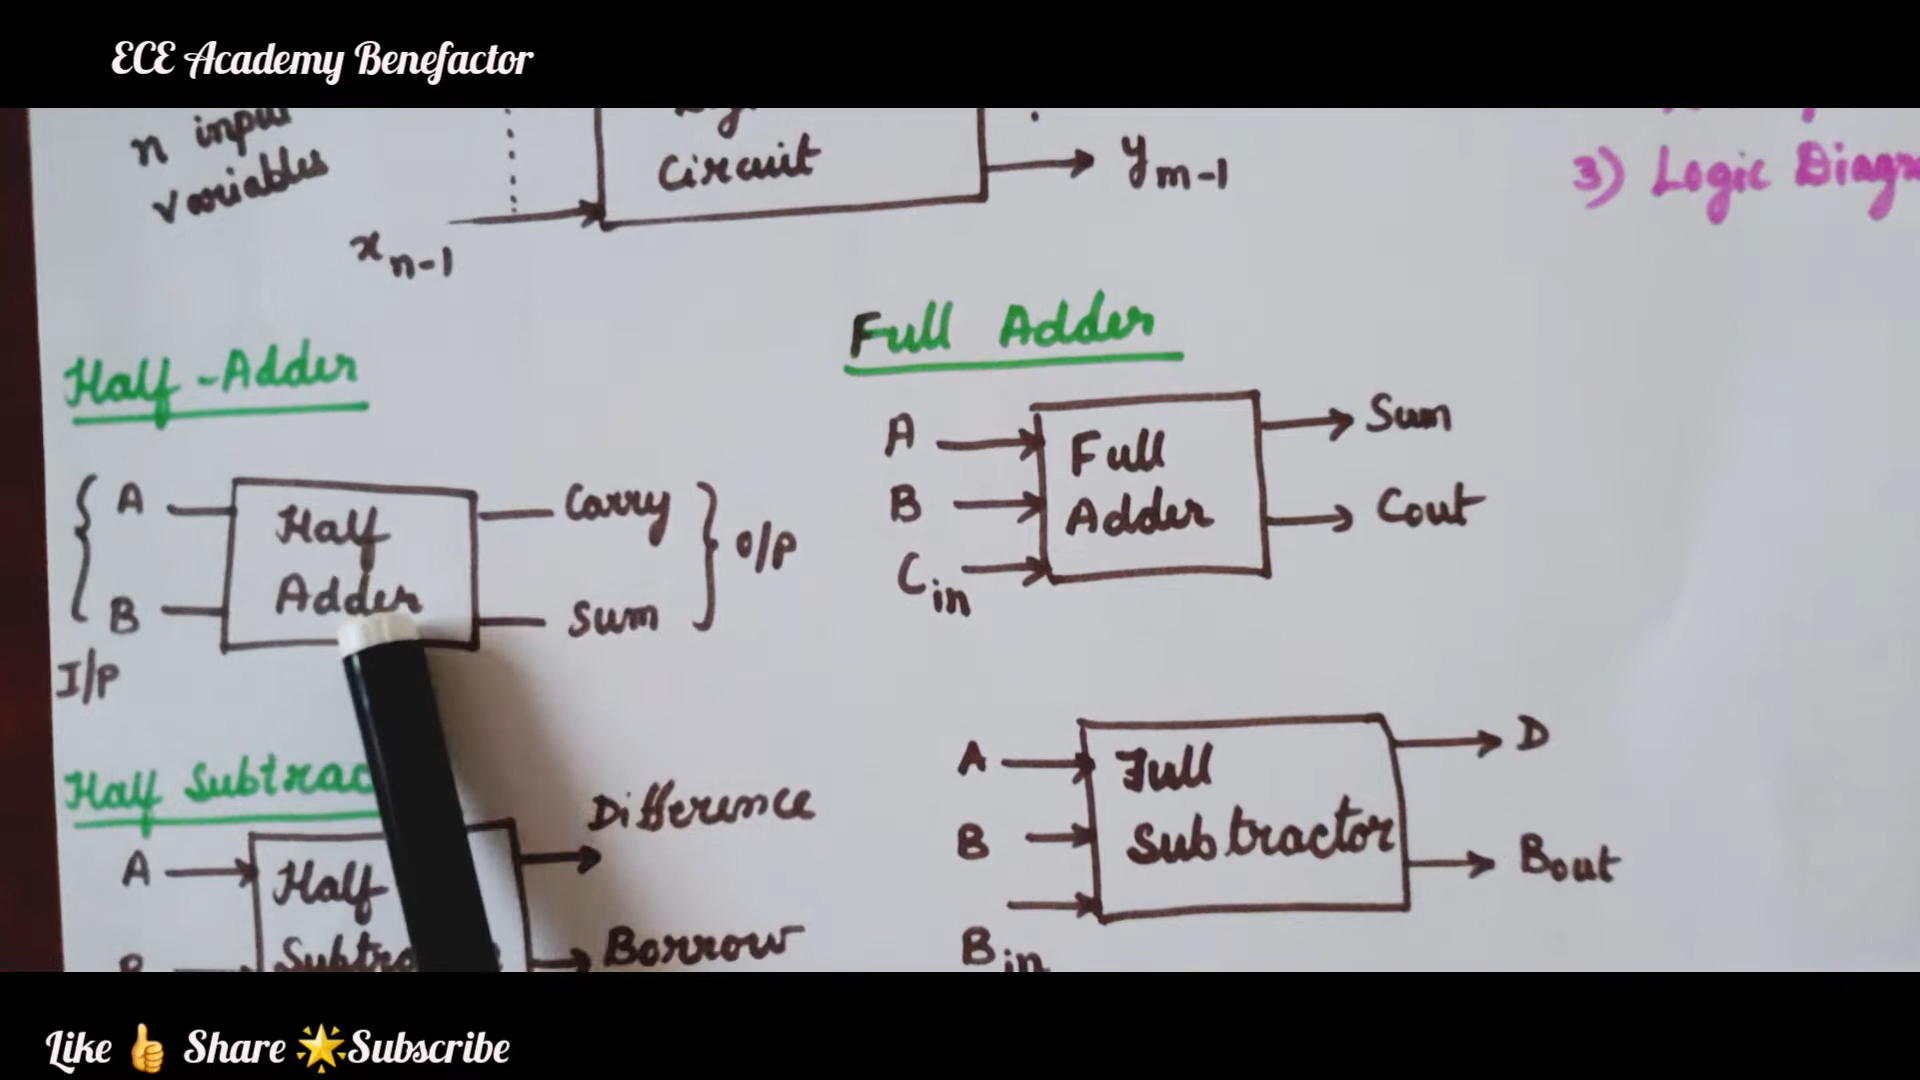 ECE Academy Benefactor
n input
variables
Circuit
ym-1
xn-1
3) Logic
Half-Adder
Full Adder
A
B
I/P
Half
Adder
Carry
Sum
O/P
A
B
Cin
Full
Adder
Sum
Cout
Half
A
Half
Difference
Borrow
A
B
Bin
Full
Subtractor
D
Bout
Like 👍 Share 🌟Subscribe